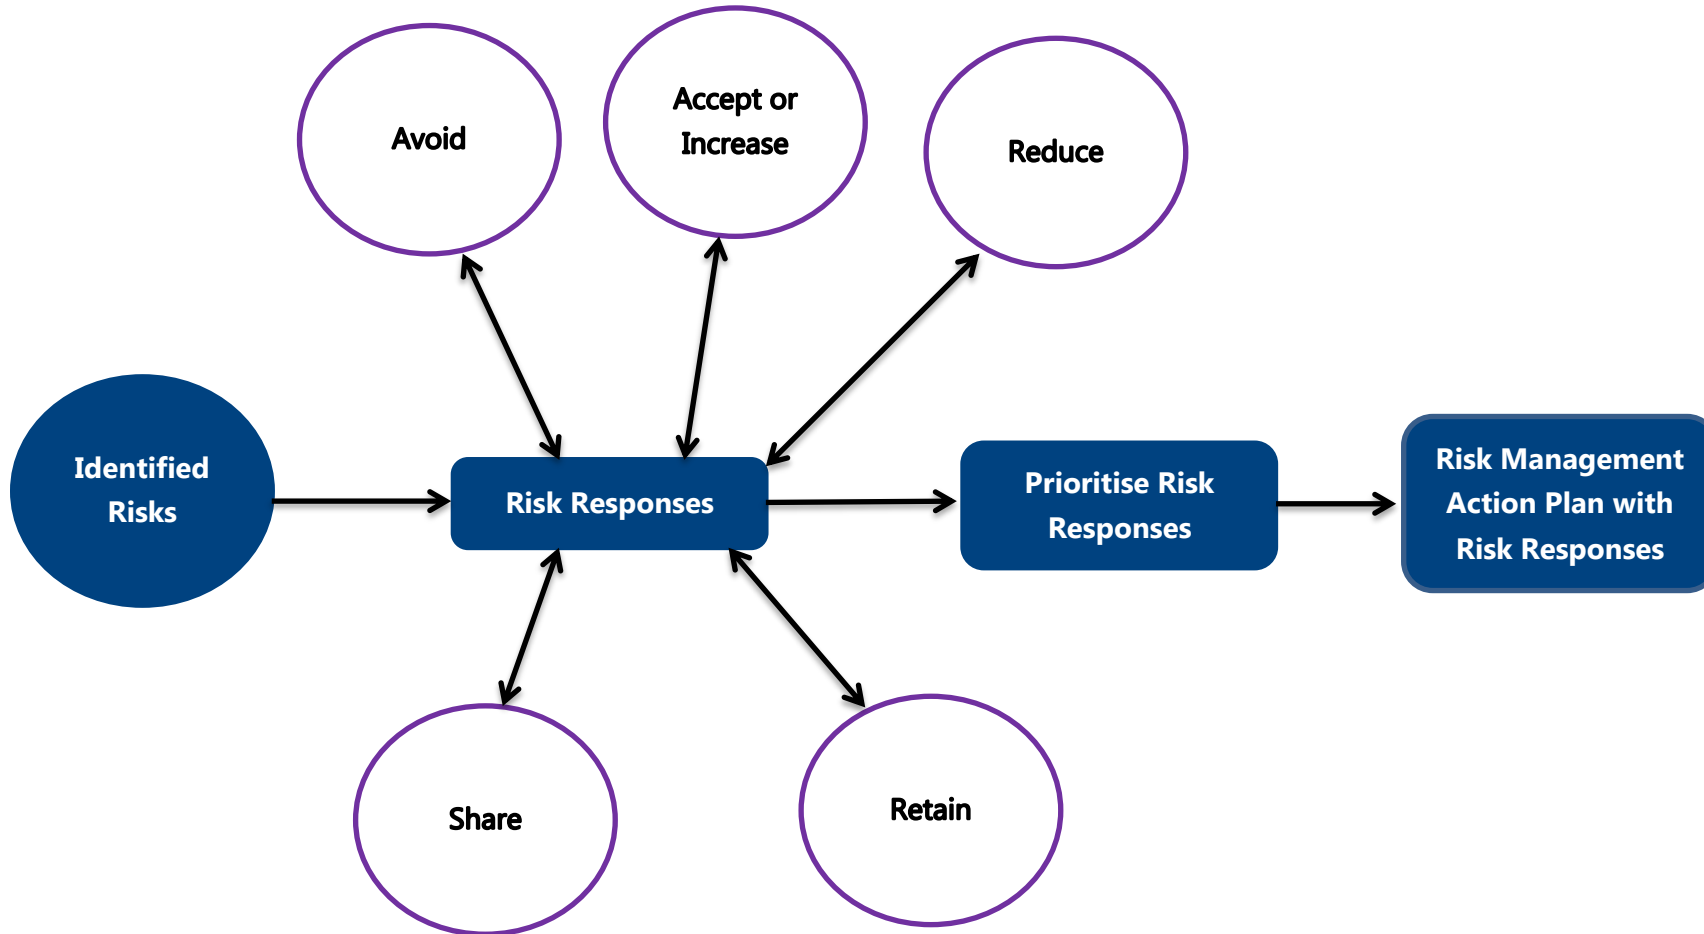 Avoid
Accept or
Increase
Reduce
Identified
Risks
Risk Responses
Prioritise Risk
Responses
Risk Management
Action Plan with
Risk Responses
Share
Retain